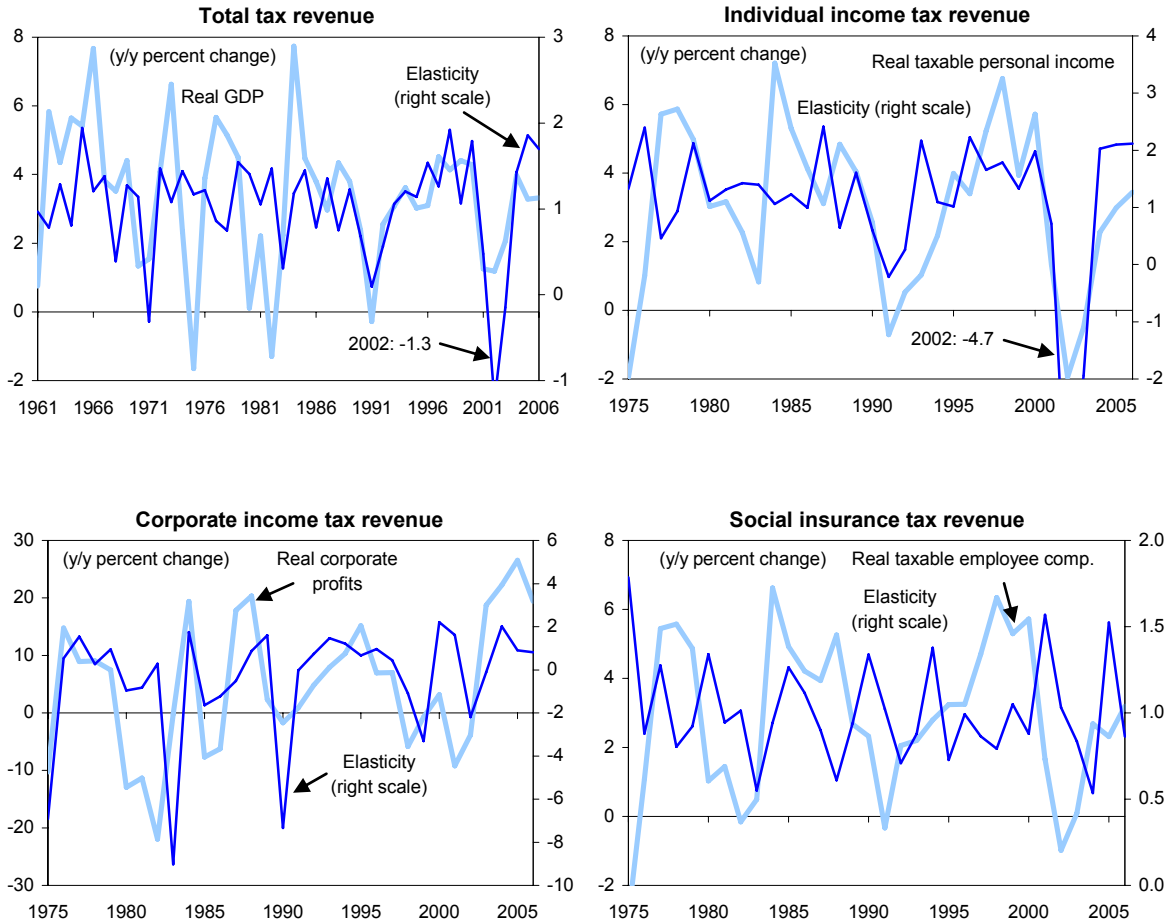 Total tax revenue
8
6
4
2
0
-2
(y/y percent change)
Real GDP
Elasticity
(right scale)
2002: -1.3
3
2
1
0
-1
1961 1966 1971 1976 1981 1986 1991 1996 2001 2006
Individual income tax revenue
8
6
4
2
0
-2
(y/y percent change)
Real taxable personal income
Elasticity (right scale)
2002: -4.7
4
3
2
1
0
-1
-2
1975 1980 1985 1990 1995 2000 2005
Corporate income tax revenue
30
20
10
0
-10
-20
-30
(y/y percent change)
Real corporate
profits
Elasticity
(right scale)
6
4
2
0
-2
-4
-6
-8
-10
1975 1980 1985 1990 1995 2000 2005
Social insurance tax revenue
8
6
4
2
0
-2
(y/y percent change)
Real taxable employee comp.
Elasticity
(right scale)
2.0
1.5
1.0
0.5
0.0
1975 1980 1985 1990 1995 2000 2005